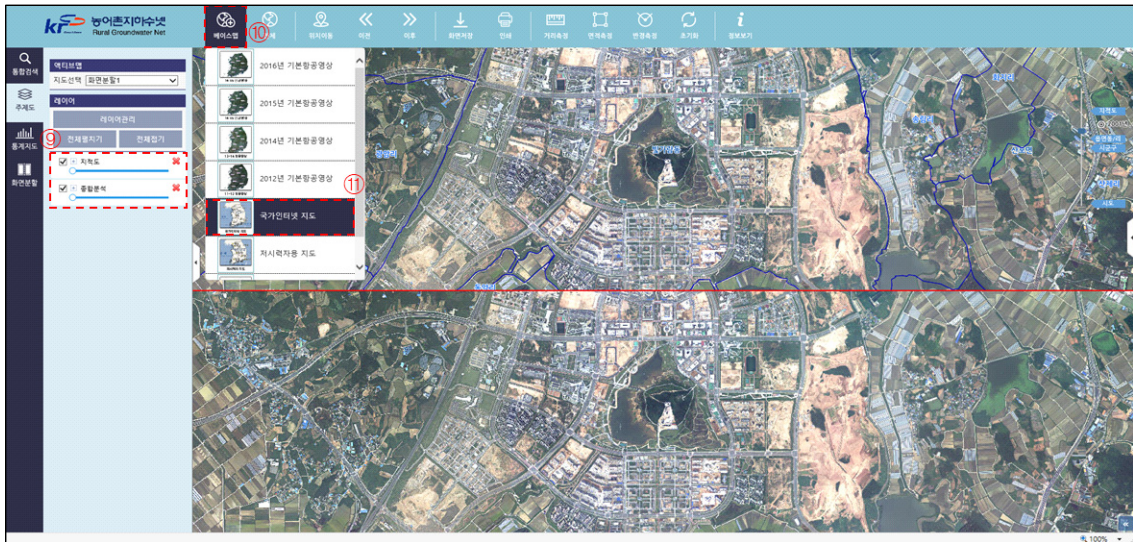 농어촌지하수넷
Rural Groundwater Net
베이스맵
⑩
위치이동
이전
이후
화면저장
인쇄
거리측정
면적측정
반경측정
초기화
정보보기
통합검색
주제도
통계지도
화면분할
액티브맵
지도선택 화면분할1
레이어
레이어관리
⑨
전체펼치기 전체접기
지적도
종합분석
2016년 기본항공영상
2015년 기본항공영상
2014년 기본항공영상
2012년 기본항공영상
⑪
국가인터넷 지도
저시력자용 지도
지적도
시군구
시도
100%